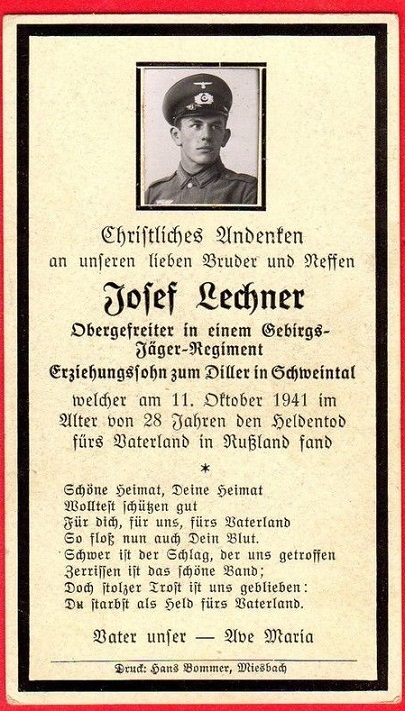 Christliches Andenken
an unseren lieben Bruder und Neffen
Josef Lechner
Obergefreiter in einem Gebirgs-
Jäger-Regiment
Erziehungssohn zum Diller in Schweintal
welcher am 11. Oktober 1941 im
Alter von 28 Jahren den Heldentod
fürs Vaterland in Rußland fand
*
Schöne Heimat, Deine Heimat
Wolltest schützen gut
Für dich, für uns, fürs Vaterland
So floß nun auch Dein Blut.
Schwer ist der Schlag, der uns getroffen
Zerrissen ist das schöne Band;
Doch stolzer Trost ist uns geblieben:
Du starbst als Held fürs Vaterland.
Vater unser — Ave Maria
Druck: Hans Bommer, Miesbach